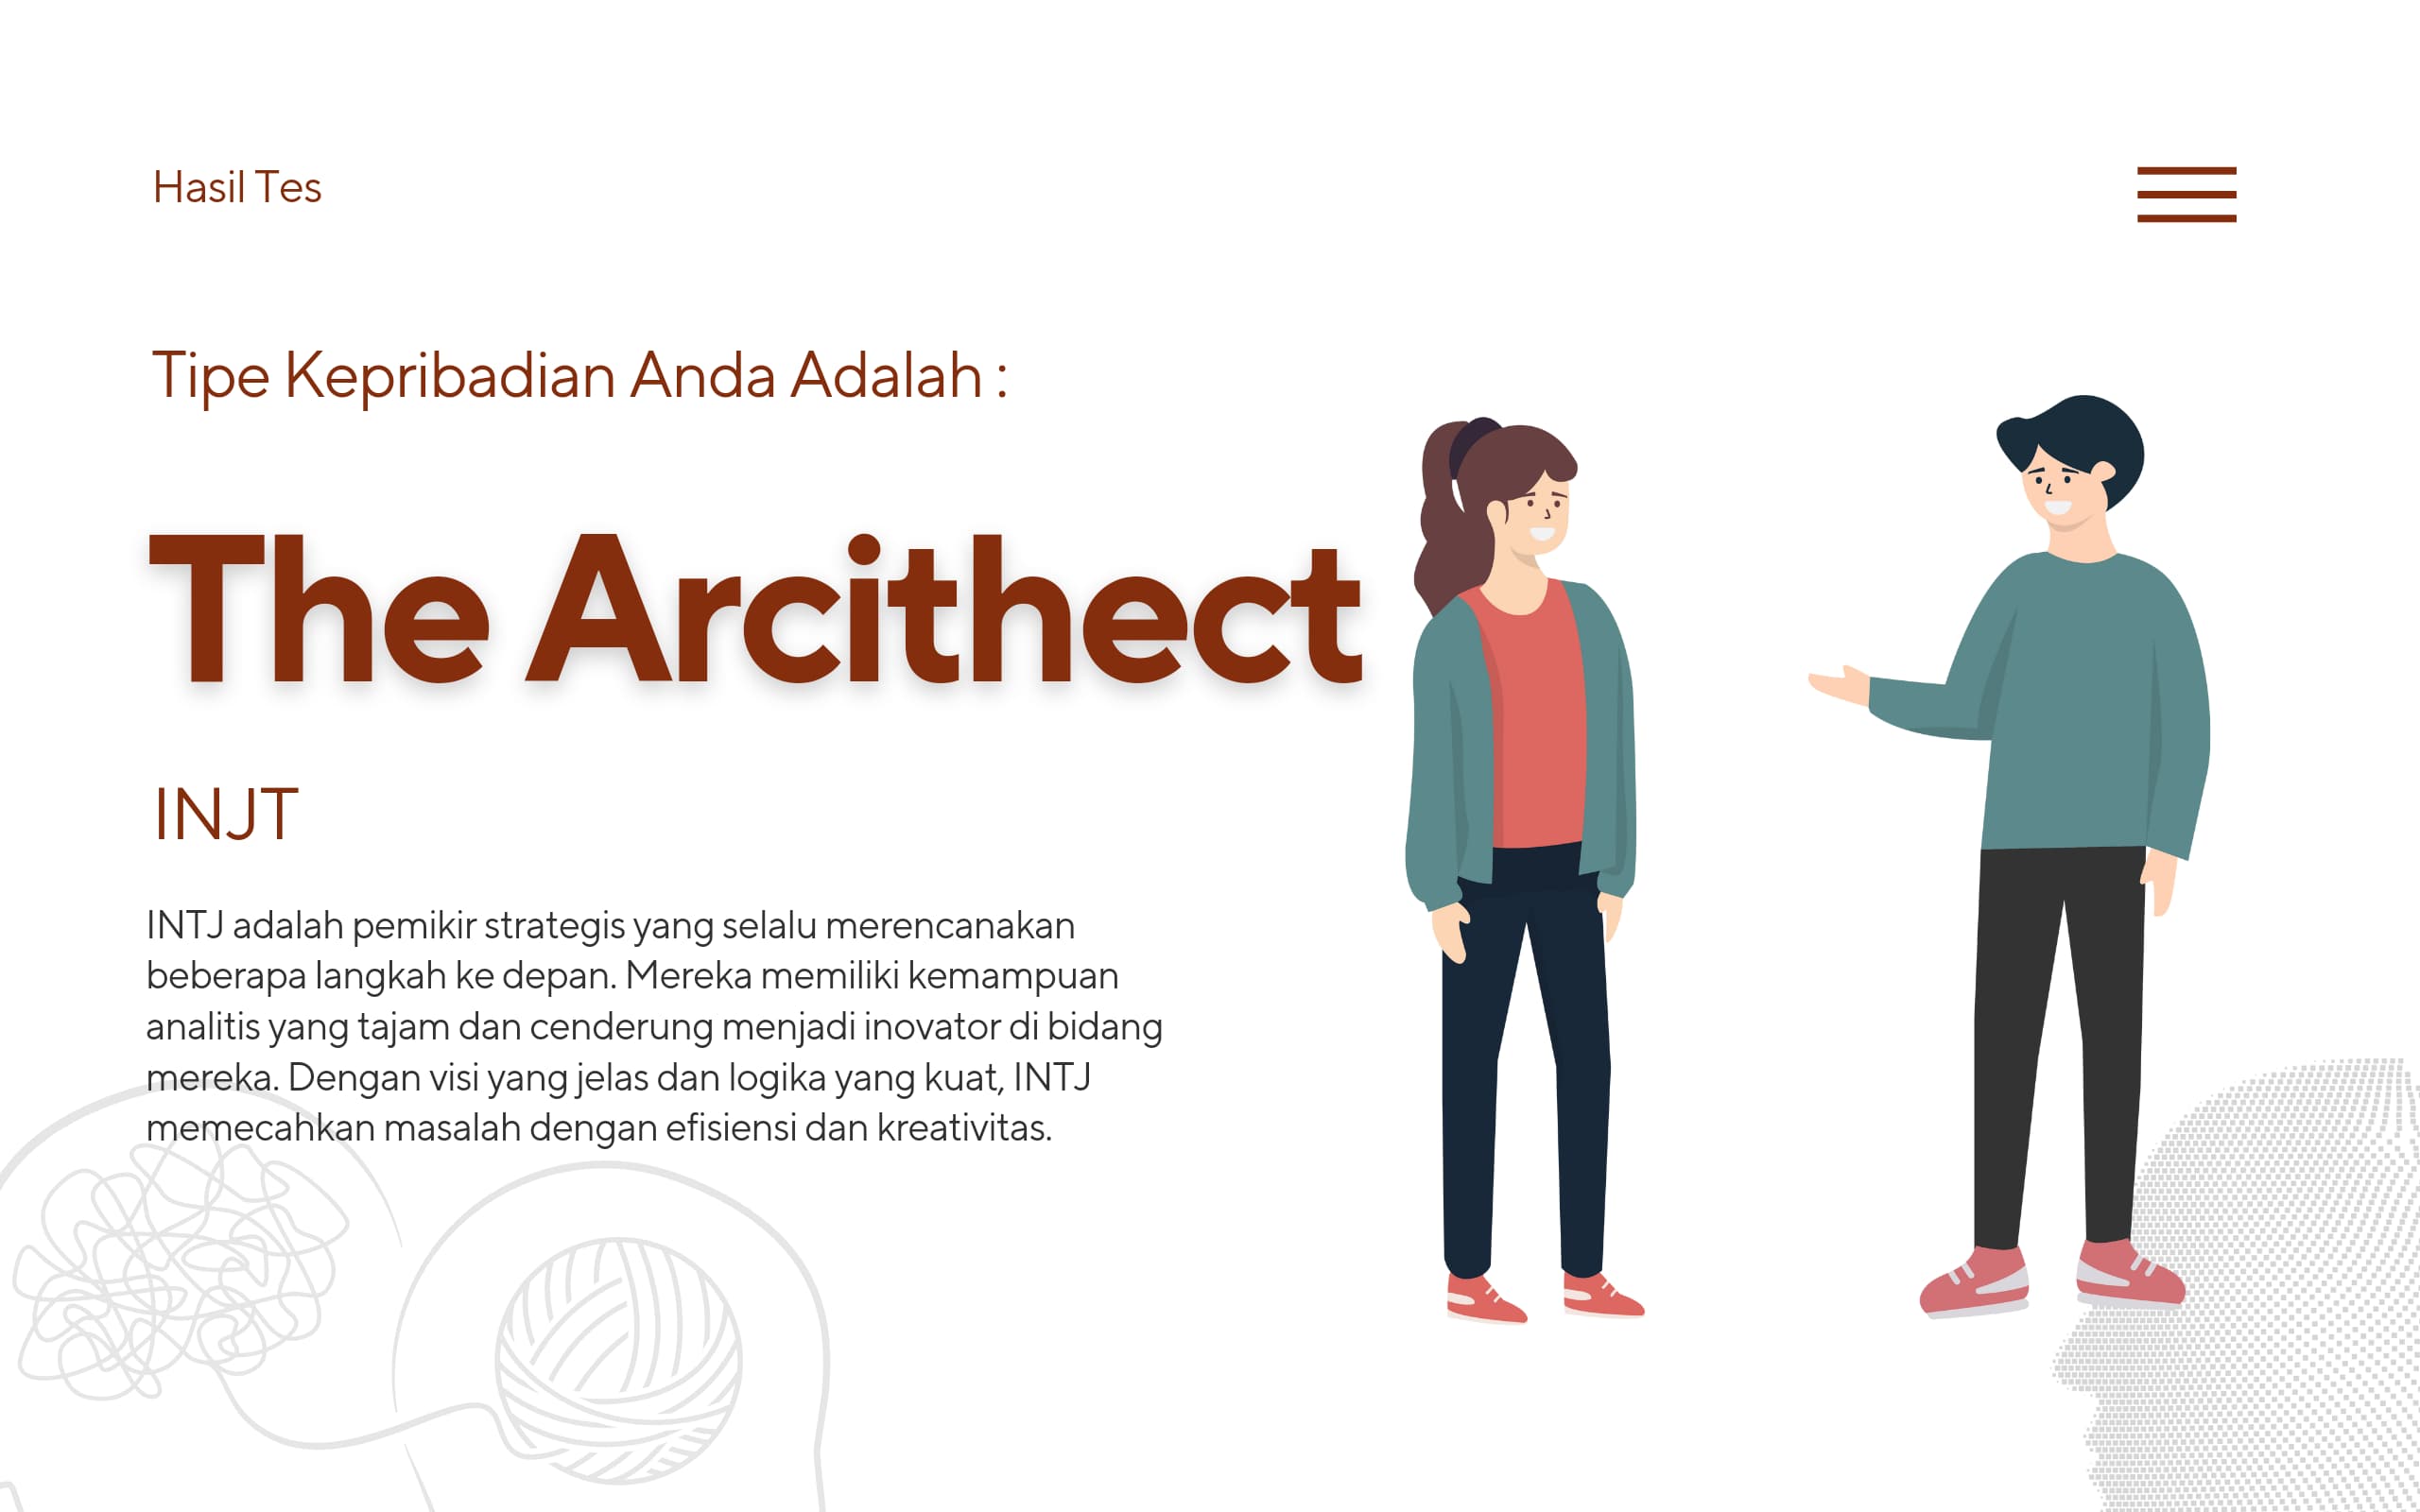 Hasil Tes
Tipe Kepribadian Anda Adalah :
The Arcithect
INJT
INTJ adalah pemikir strategis yang selalu merencanakan
beberapa langkah ke depan. Mereka memiliki kemampuan
analitis yang tajam dan cenderung menjadi inovator di bidang
mereka. Dengan visi yang jelas dan logika yang kuat, INTJ
memecahkan masalah dengan efisiensi dan kreativitas.